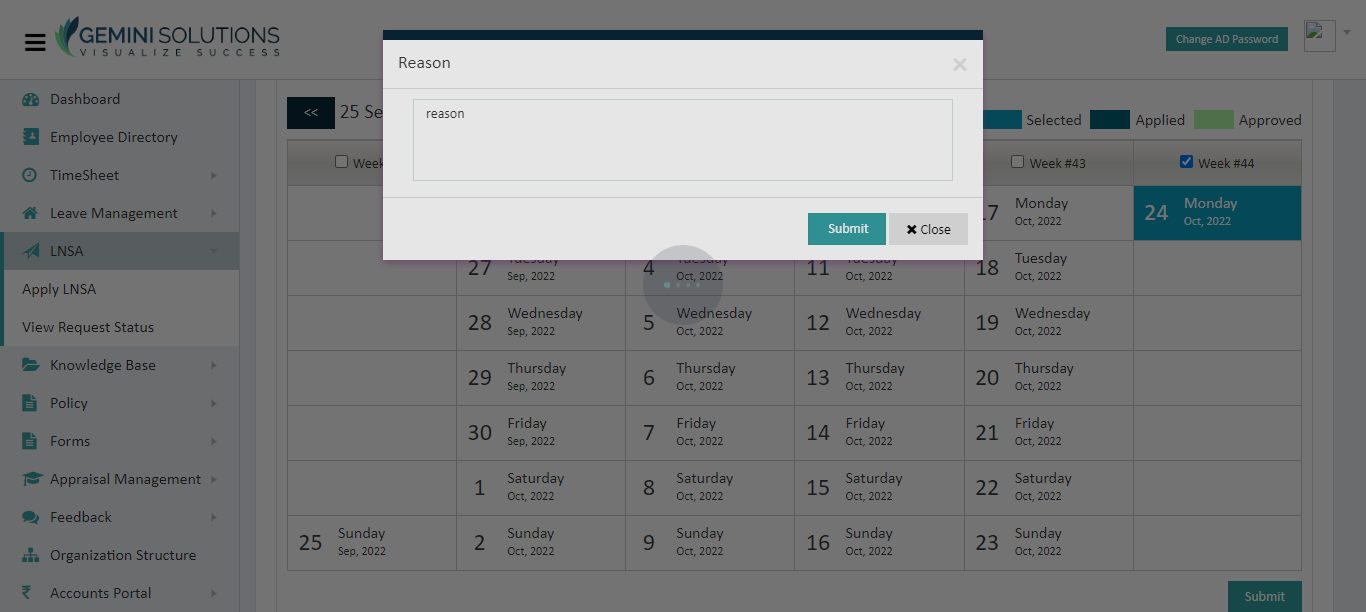 GEMINI SOLUTIONS
VISUALIZE SUCCESS
Change AD Password
Reason
×
reason
Submit
Close
Dashboard
Employee Directory
TimeSheet
Leave Management
LNSA
Apply LNSA
View Request Status
Knowledge Base
Policy
Forms
Appraisal Management
Feedback
Organization Structure
Accounts Portal
<< 25 Se
Selected Applied Approved
Week Week #43 Week #44
Monday Oct, 2022
24 Monday Oct, 2022
27 Tuesday Sep, 2022 4 Tuesday Oct, 2022 11 Tuesday Oct, 2022 18 Tuesday Oct, 2022
28 Wednesday Sep, 2022 5 Wednesday Oct, 2022 12 Wednesday Oct, 2022 19 Wednesday Oct, 2022
29 Thursday Sep, 2022 6 Thursday Oct, 2022 13 Thursday Oct, 2022 20 Thursday Oct, 2022
30 Friday Sep, 2022 7 Friday Oct, 2022 14 Friday Oct, 2022 21 Friday Oct, 2022
1 Saturday Oct, 2022 8 Saturday Oct, 2022 15 Saturday Oct, 2022 22 Saturday Oct, 2022
25 Sunday Sep, 2022 2 Sunday Oct, 2022 9 Sunday Oct, 2022 16 Sunday Oct, 2022 23 Sunday Oct, 2022
Submit